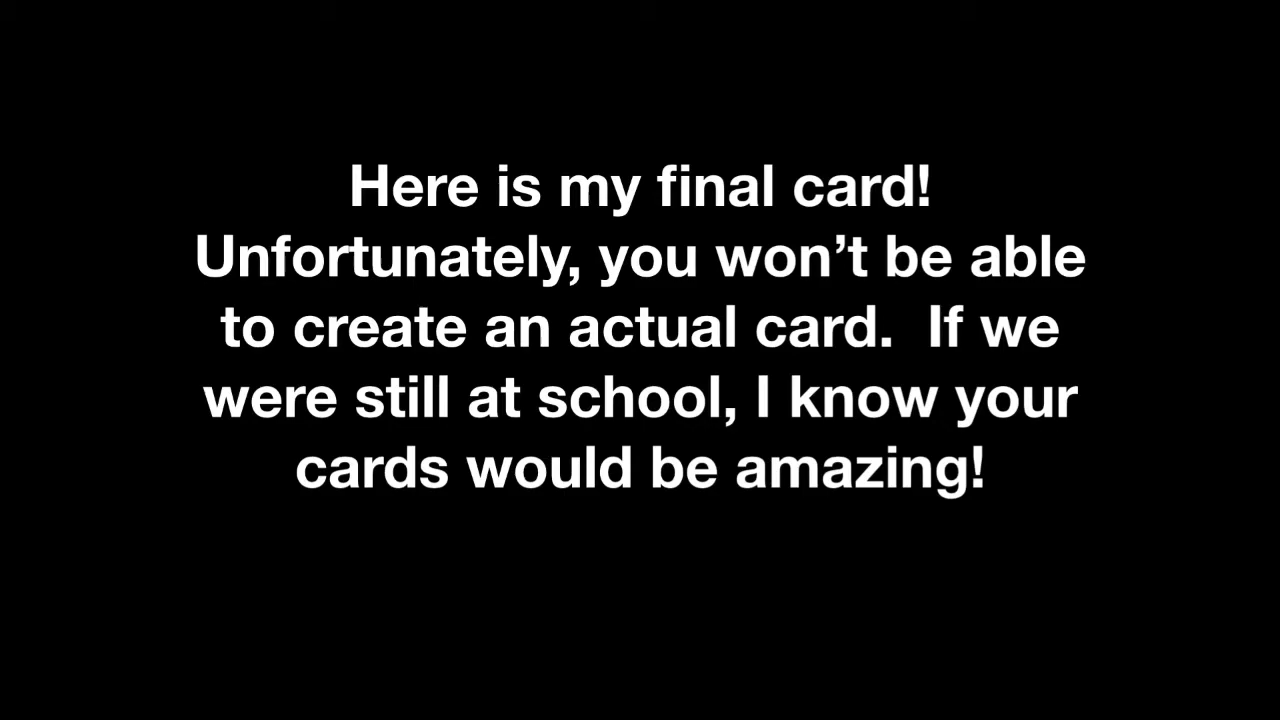 Here is my final card!
Unfortunately, you won’t be able
to create an actual card.  If we
were still at school, I know your
cards would be amazing!